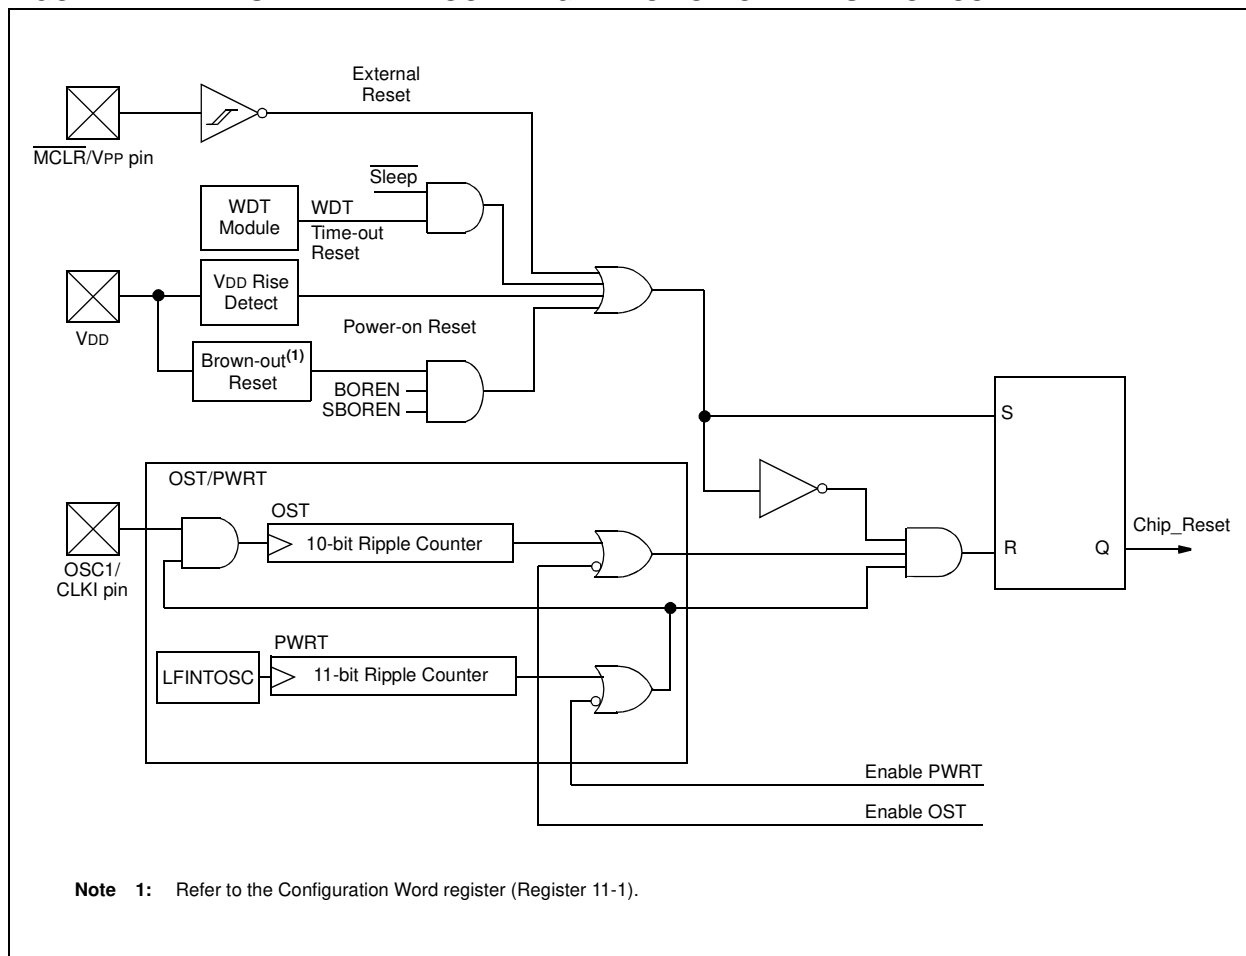 External
Reset
MCLR/VPP pin
Sleep
WDT
Module
WDT
Time-out
Reset
VDD Rise
Detect
VDD
Power-on Reset
Brown-out(1)
Reset
BOREN
SBOREN
S
OST/PWRT
OST
10-bit Ripple Counter
OSC1/
CLKI pin
R
Q
Chip_Reset
PWRT
LFINTOSC
11-bit Ripple Counter
Enable PWRT
Enable OST
Note 1: Refer to the Configuration Word register (Register 11-1).